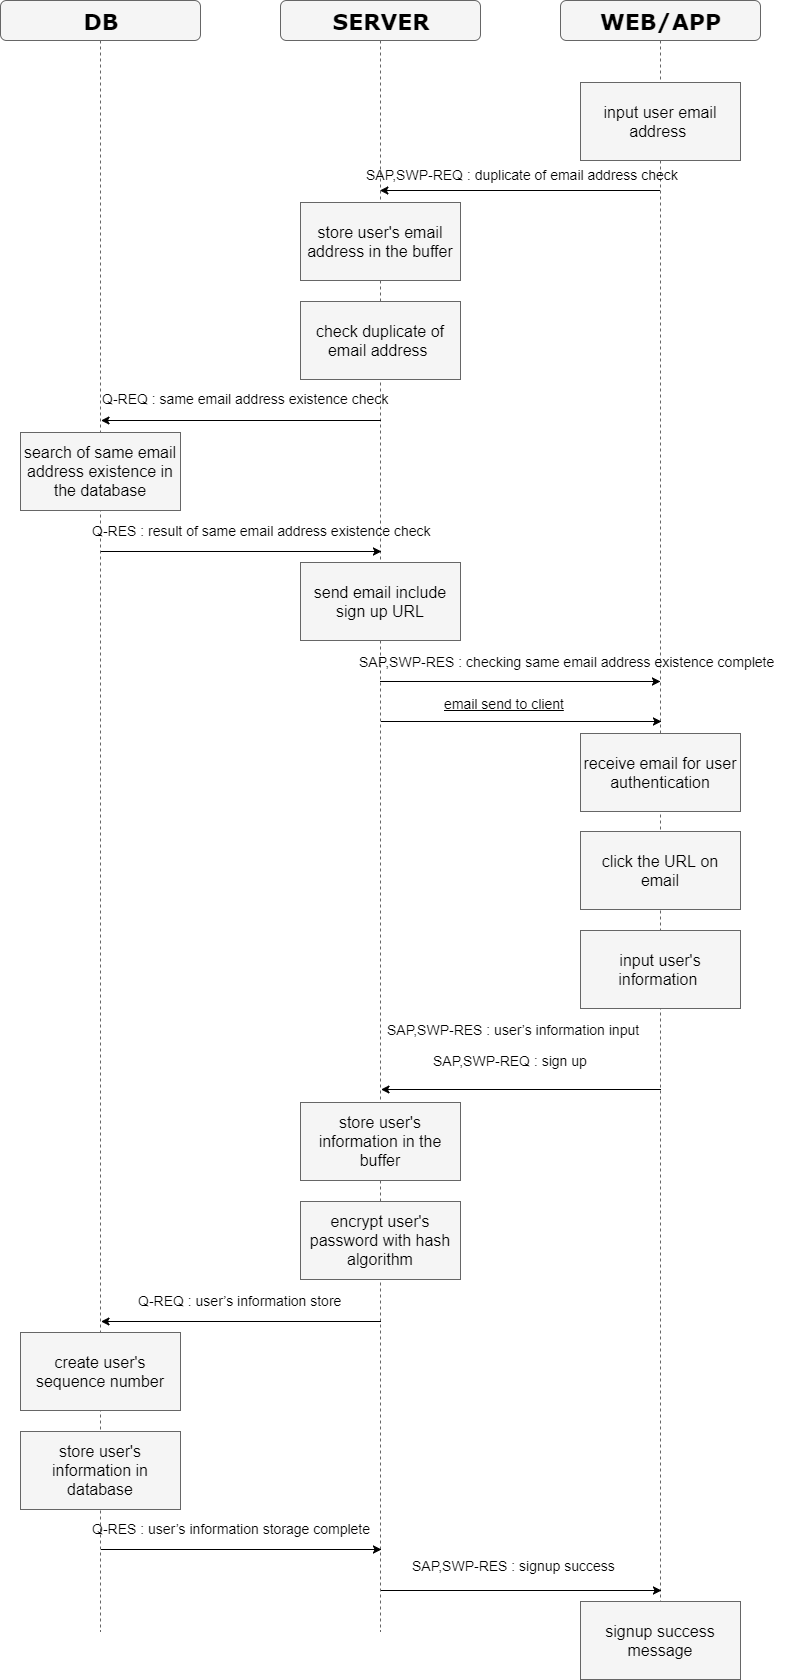 DB
SERVER
WEB/APP
input user email
address
SAP,SWP-REQ : duplicate of email address check
store user's email
address in the buffer
check duplicate of
email address
Q-REQ : same email address existence check
search of same email
address existence in
the database
Q-RES : result of same email address existence check
send email include
sign up URL
SAP,SWP-RES : checking same email address existence complete
email send to client
receive email for user
authentication
click the URL on
email
input user's
information
SAP,SWP-RES : user’s information input
SAP,SWP-REQ : sign up
store user's
information in the
buffer
encrypt user's
password with hash
algorithm
Q-REQ : user’s information store
create user's
sequence number
store user's
information in
database
Q-RES : user’s information storage complete
SAP,SWP-RES : signup success
signup success
message